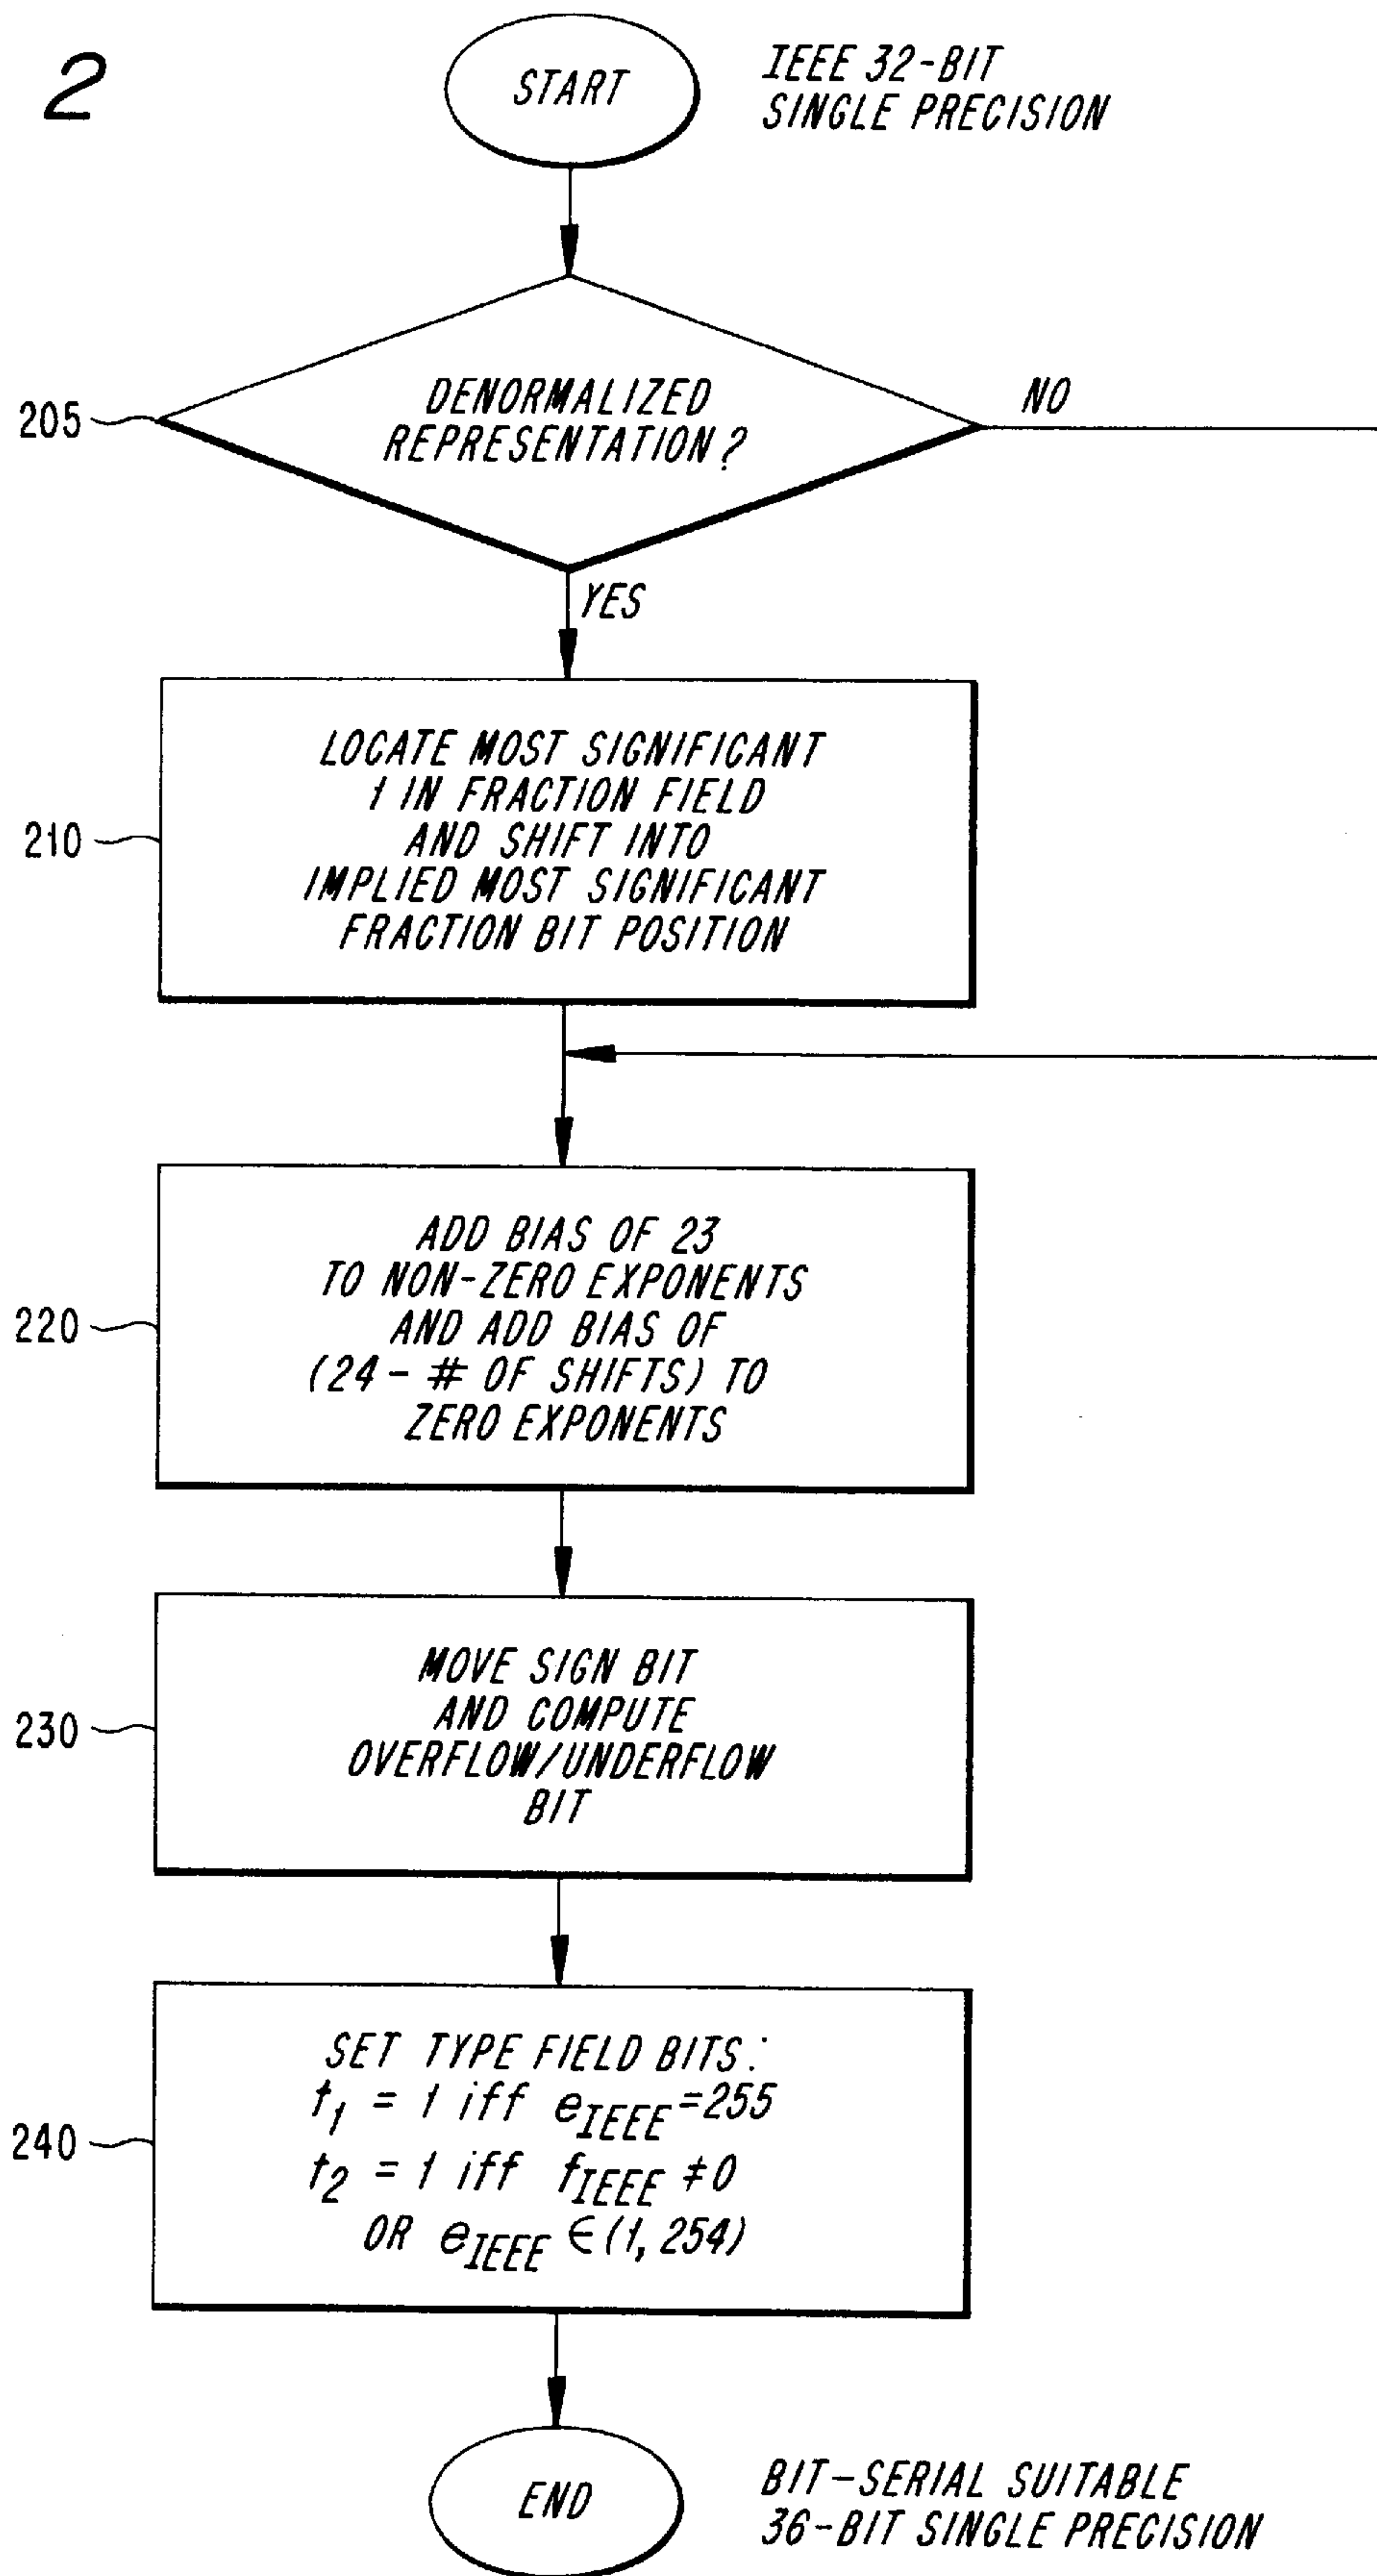 2
START
IEEE 32-BIT
SINGLE PRECISION
205
DENORMALIZED
REPRESENTATION?
NO
YES
210
LOCATE MOST SIGNIFICANT
1 IN FRACTION FIELD
AND SHIFT INTO
IMPLIED MOST SIGNIFICANT
FRACTION BIT POSITION
220
ADD BIAS OF 23
TO NON-ZERO EXPONENTS
AND ADD BIAS OF
(24 - # OF SHIFTS) TO
ZERO EXPONENTS
230
MOVE SIGN BIT
AND COMPUTE
OVERFLOW/UNDERFLOW
BIT
240
SET TYPE FIELD BITS:
t1 = 1 iff eIEEE = 255
t2 = 1 iff fIEEE ≠ 0
OR eIEEE ∈ (1, 254)
END
BIT-SERIAL SUITABLE
36-BIT SINGLE PRECISION